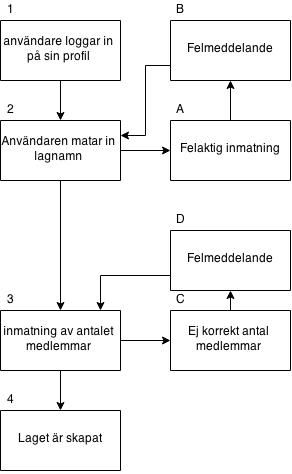 1
användare loggar in
på sin profil
B
Felmeddelande
2
Användaren matar in
lagnamn
A
Felaktig inmatning
D
Felmeddelande
3
inmatning av antalet
medlemmar
C
Ej korrekt antal
medlemmar
4
Laget är skapat